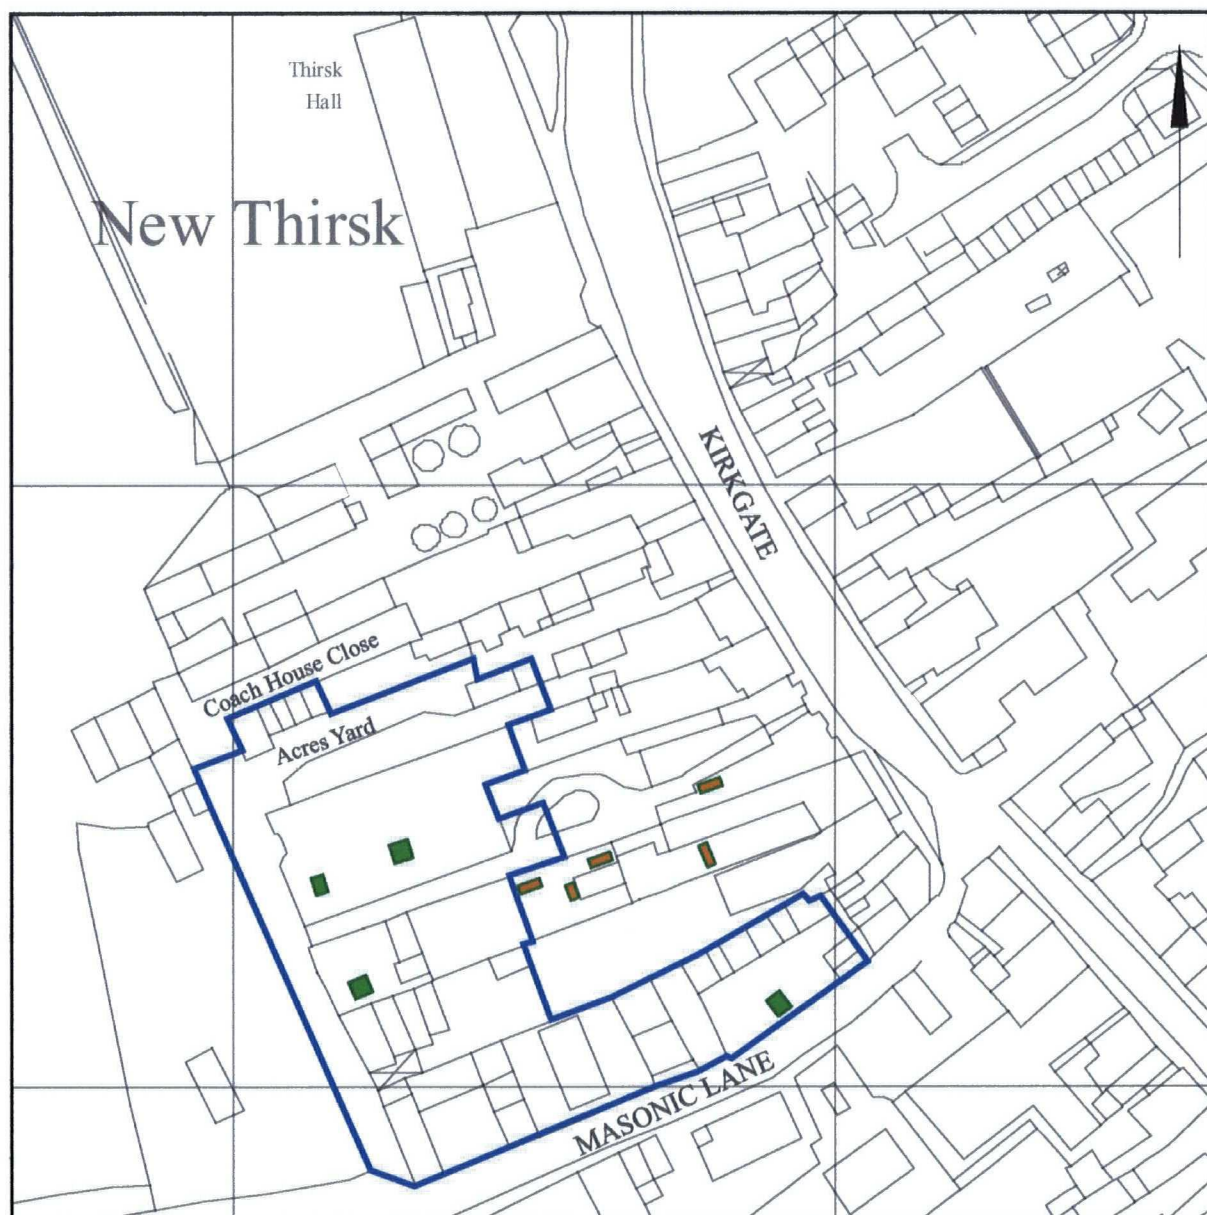 Thirsk
Hall
New Thirsk
KIRKGATE
Coach House Close
Acres Yard
MASONIC LANE